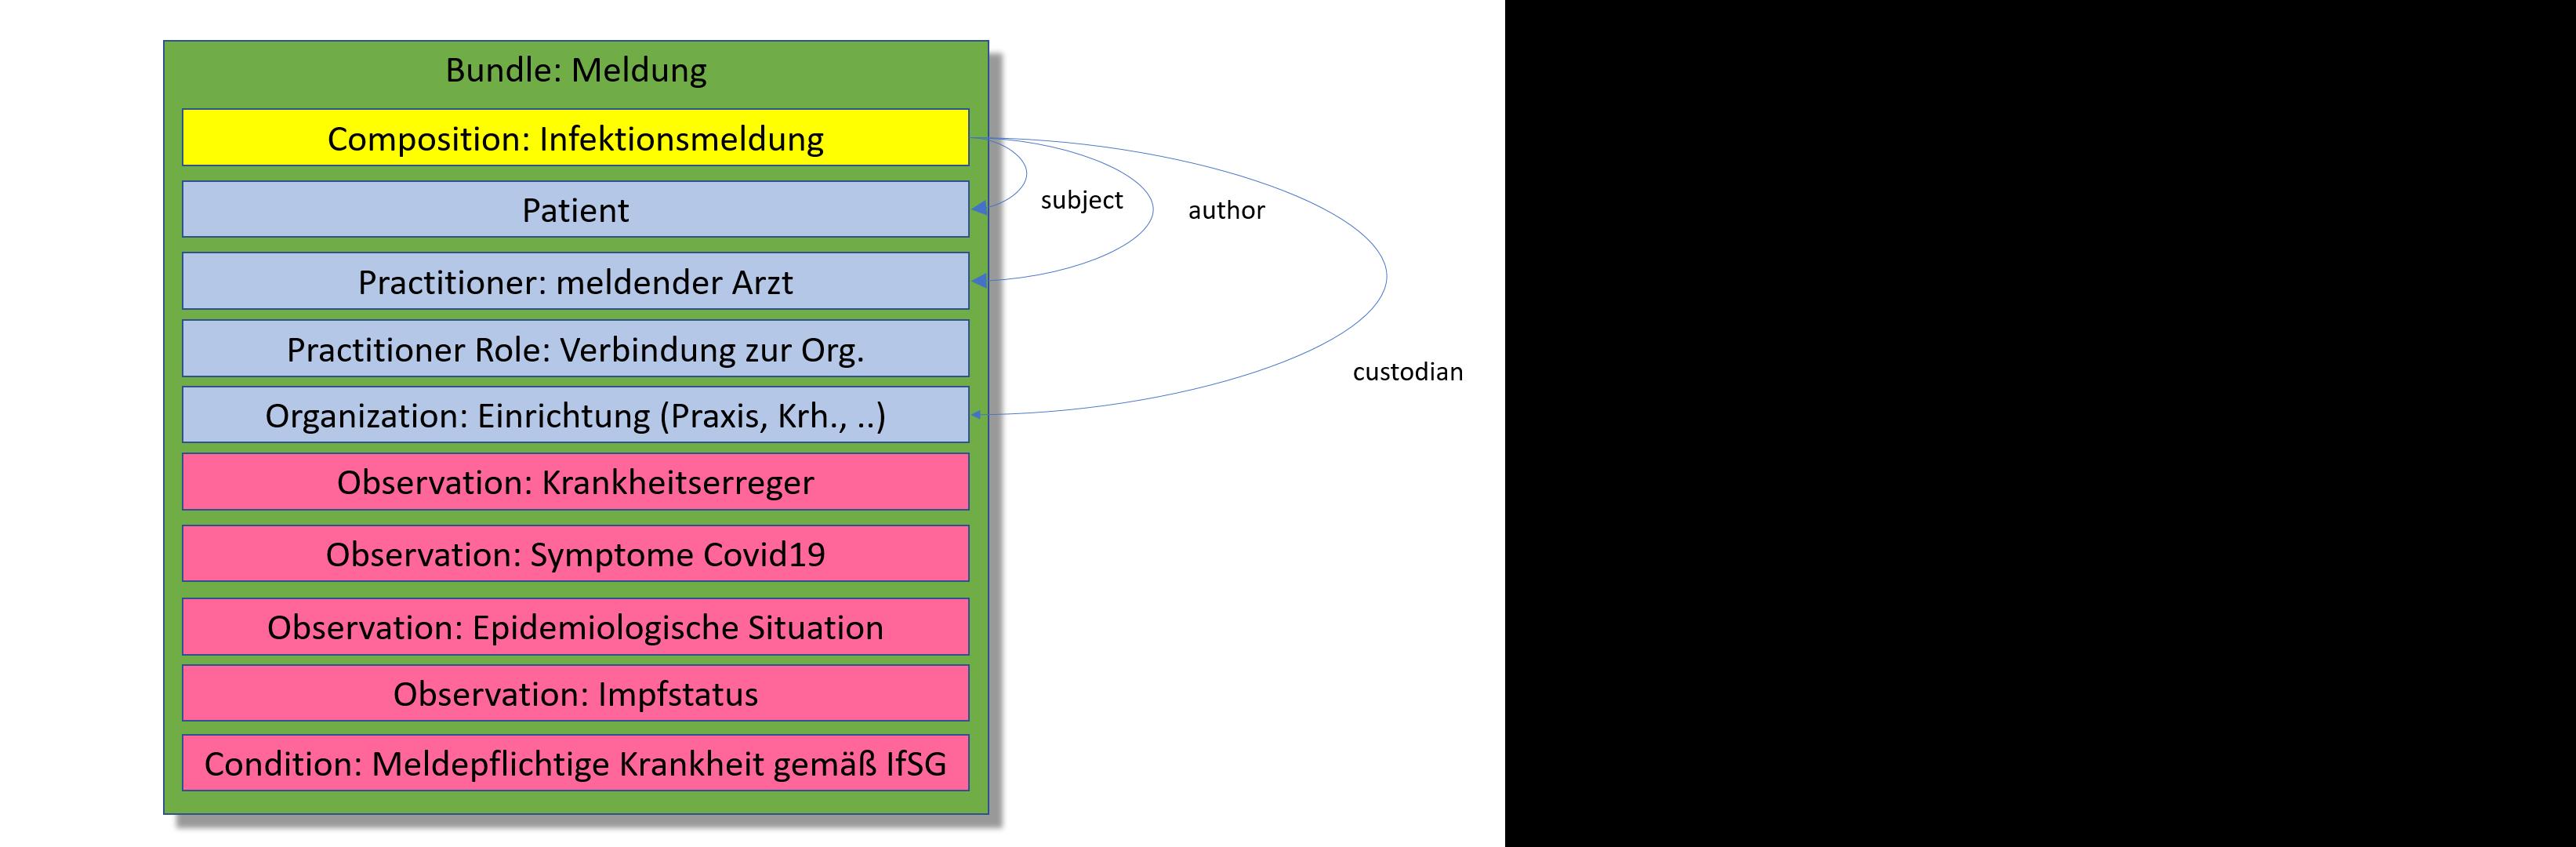 Bundle: Meldung
Composition: Infektionsmeldung
Patient
subject
author
Practitioner: meldender Arzt
Practitioner Role: Verbindung zur Org.
custodian
Organization: Einrichtung (Praxis, Krh., ..)
Observation: Krankheitserreger
Observation: Symptome Covid19
Observation: Epidemiologische Situation
Observation: Impfstatus
Condition: Meldepflichtige Krankheit gemäß IfSG